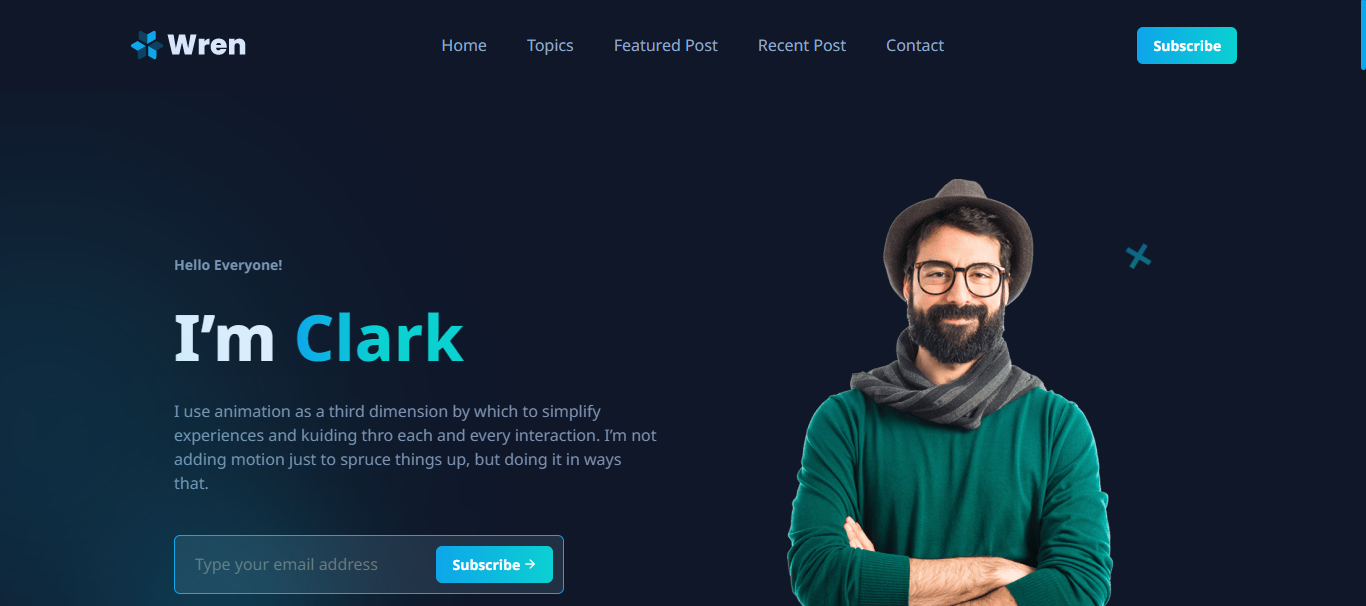 Wren
Home Topics Featured Post Recent Post Contact
Subscribe
Hello Everyone!
I’m Clark
I use animation as a third dimension by which to simplify
experiences and kuiding thro each and every interaction. I’m not
adding motion just to spruce things up, but doing it in ways
that.
Type your email address
Subscribe →